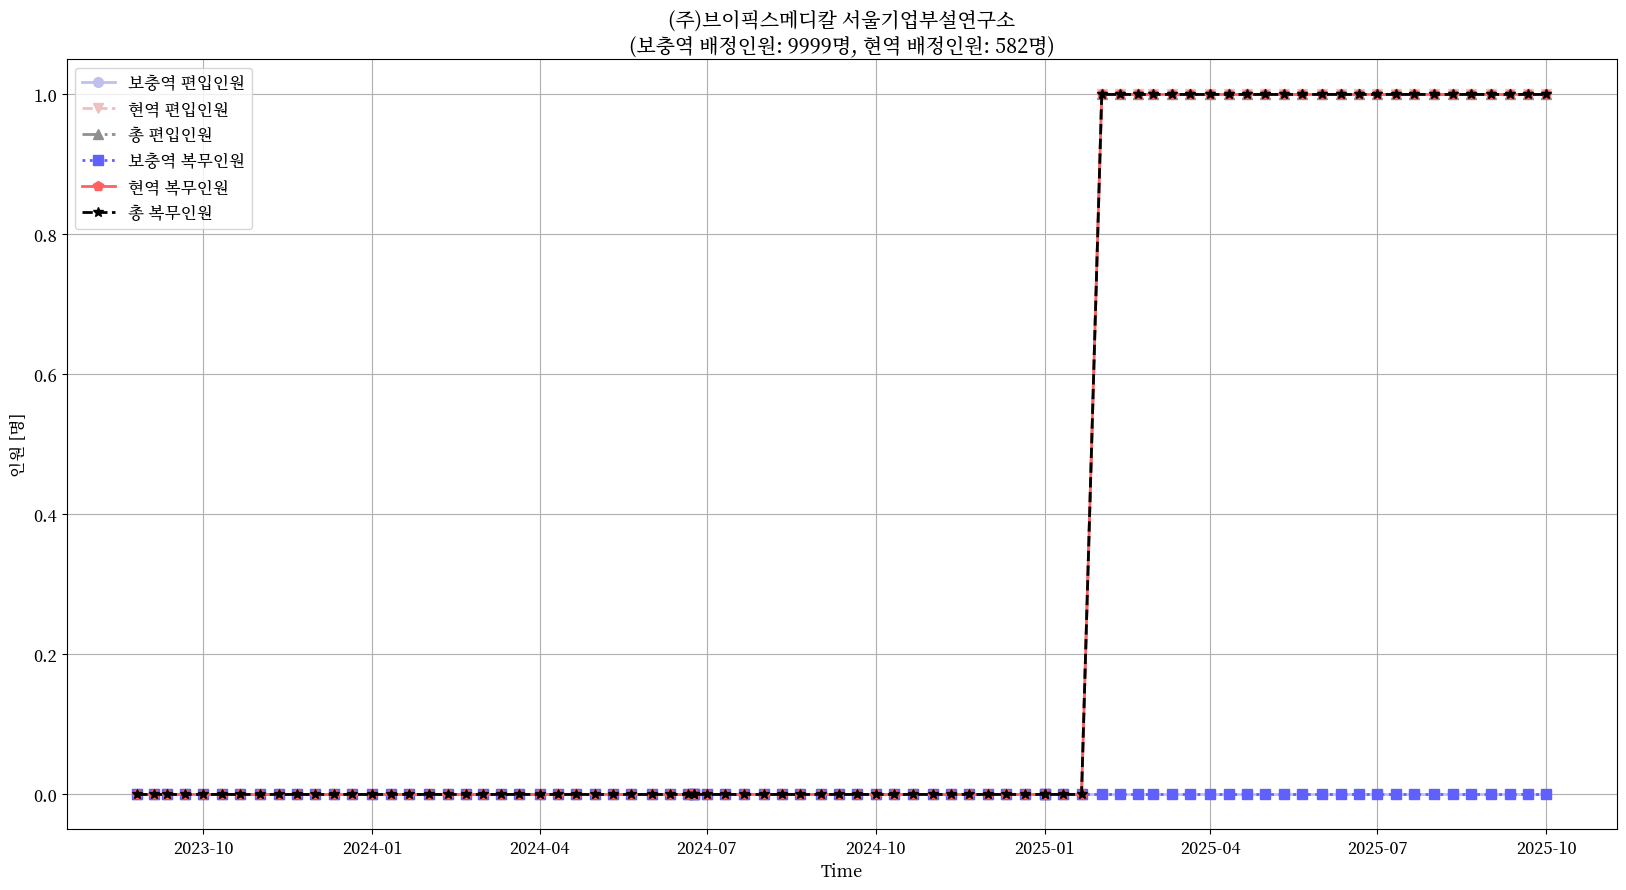 (주)브이픽스메디칼 서울기업부설연구소
(보충역 배정인원: 9999명, 현역 배정인원: 582명)
보충역 편입인원
현역 편입인원
총 편입인원
보충역 복무인원
현역 복무인원
총 복무인원
인원 [명]
1.0
0.8
0.6
0.4
0.2
0.0
2023-10 2024-01 2024-04 2024-07 2024-10 2025-01 2025-04 2025-07 2025-10
Time